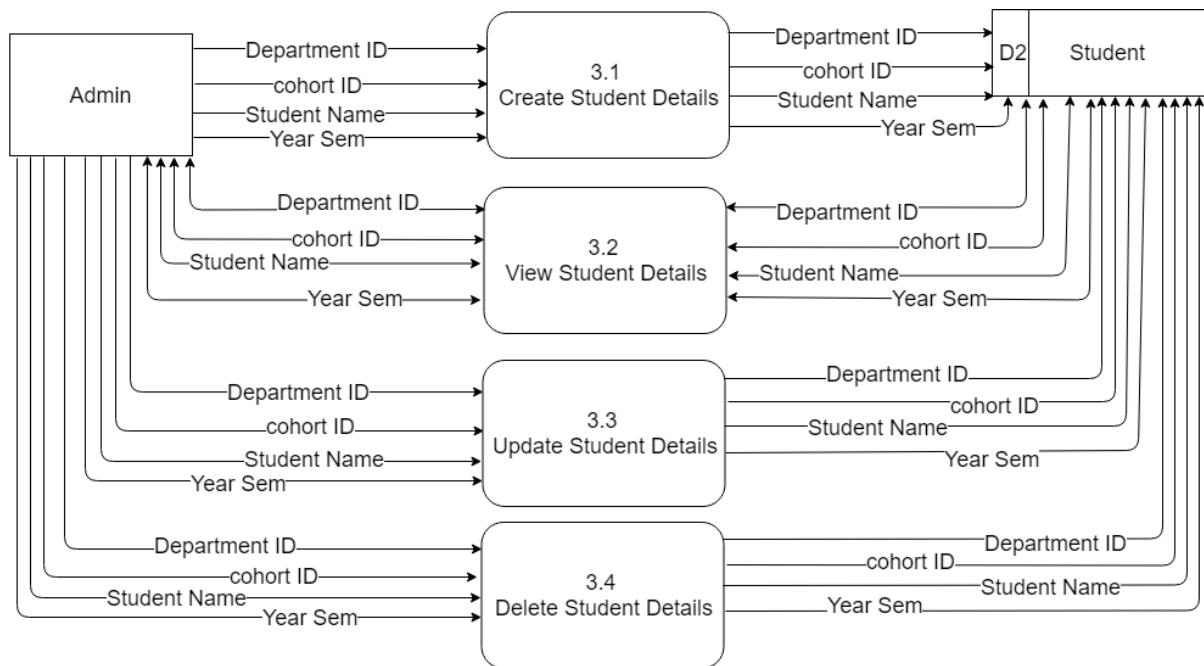 Admin
Department ID
cohort ID
Student Name
Year Sem
3.1
Create Student Details
Department ID
cohort ID
Student Name
Year Sem
D2
Student
Department ID
cohort ID
Student Name
Year Sem
3.2
View Student Details
Department ID
cohort ID
Student Name
Year Sem
Department ID
cohort ID
Student Name
Year Sem
3.3
Update Student Details
Department ID
cohort ID
Student Name
Year Sem
Department ID
cohort ID
Student Name
Year Sem
3.4
Delete Student Details
Department ID
cohort ID
Student Name
Year Sem